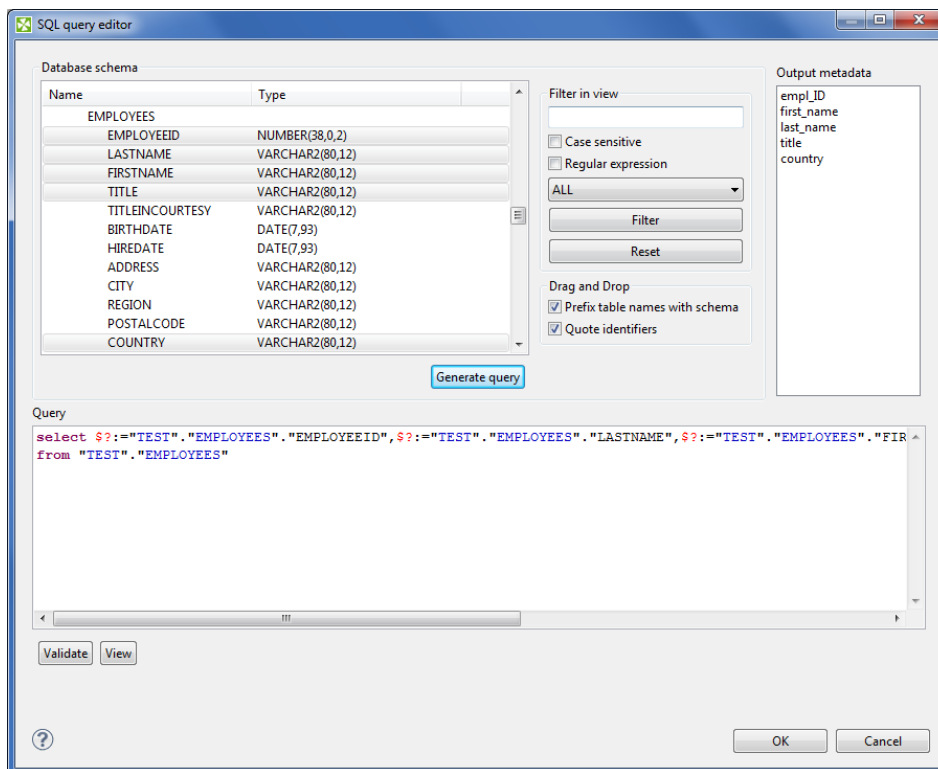 SQL query editor
Database schema
Name Type
EMPLOYEES
EMPLOYEEID NUMBER(38,0,2)
LASTNAME VARCHAR2(80,12)
FIRSTNAME VARCHAR2(80,12)
TITLE VARCHAR2(80,12)
TITLEINCOURTESY VARCHAR2(80,12)
BIRTHDATE DATE(7,93)
HIREDATE DATE(7,93)
ADDRESS VARCHAR2(80,12)
CITY VARCHAR2(80,12)
REGION VARCHAR2(80,12)
POSTALCODE VARCHAR2(80,12)
COUNTRY VARCHAR2(80,12)
Generate query
Filter in view
Case sensitive
Regular expression
ALL
Filter
Reset
Drag and Drop
Prefix table names with schema
Quote identifiers
Output metadata
empl_ID
first_name
last_name
title
country
Query
select $?:="TEST"."EMPLOYEES"."EMPLOYEEID",$?:="TEST"."EMPLOYEES"."LASTNAME",$?:="TEST"."EMPLOYEES"."FIR
from "TEST"."EMPLOYEES"
Validate View
? OK Cancel